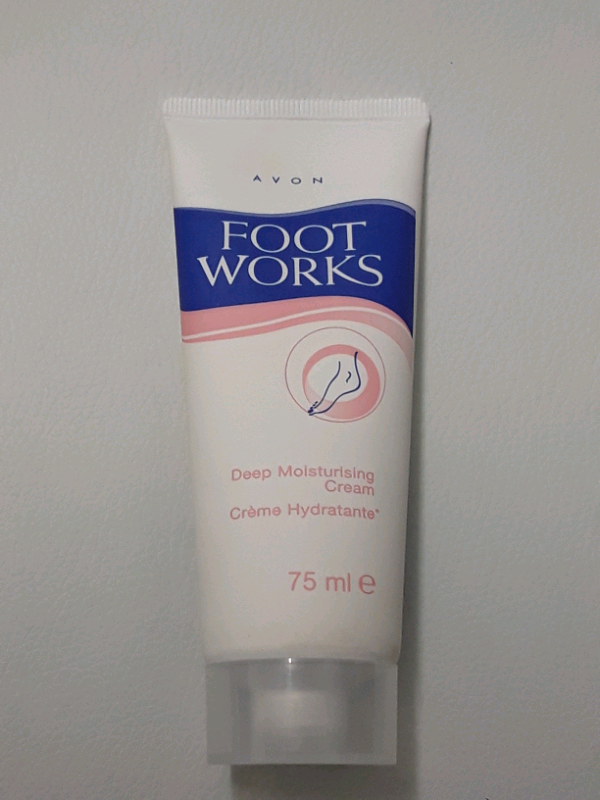 AVON
FOOT
WORKS
Deep Moisturising
Cream
Crème Hydratante*
75 ml ℮